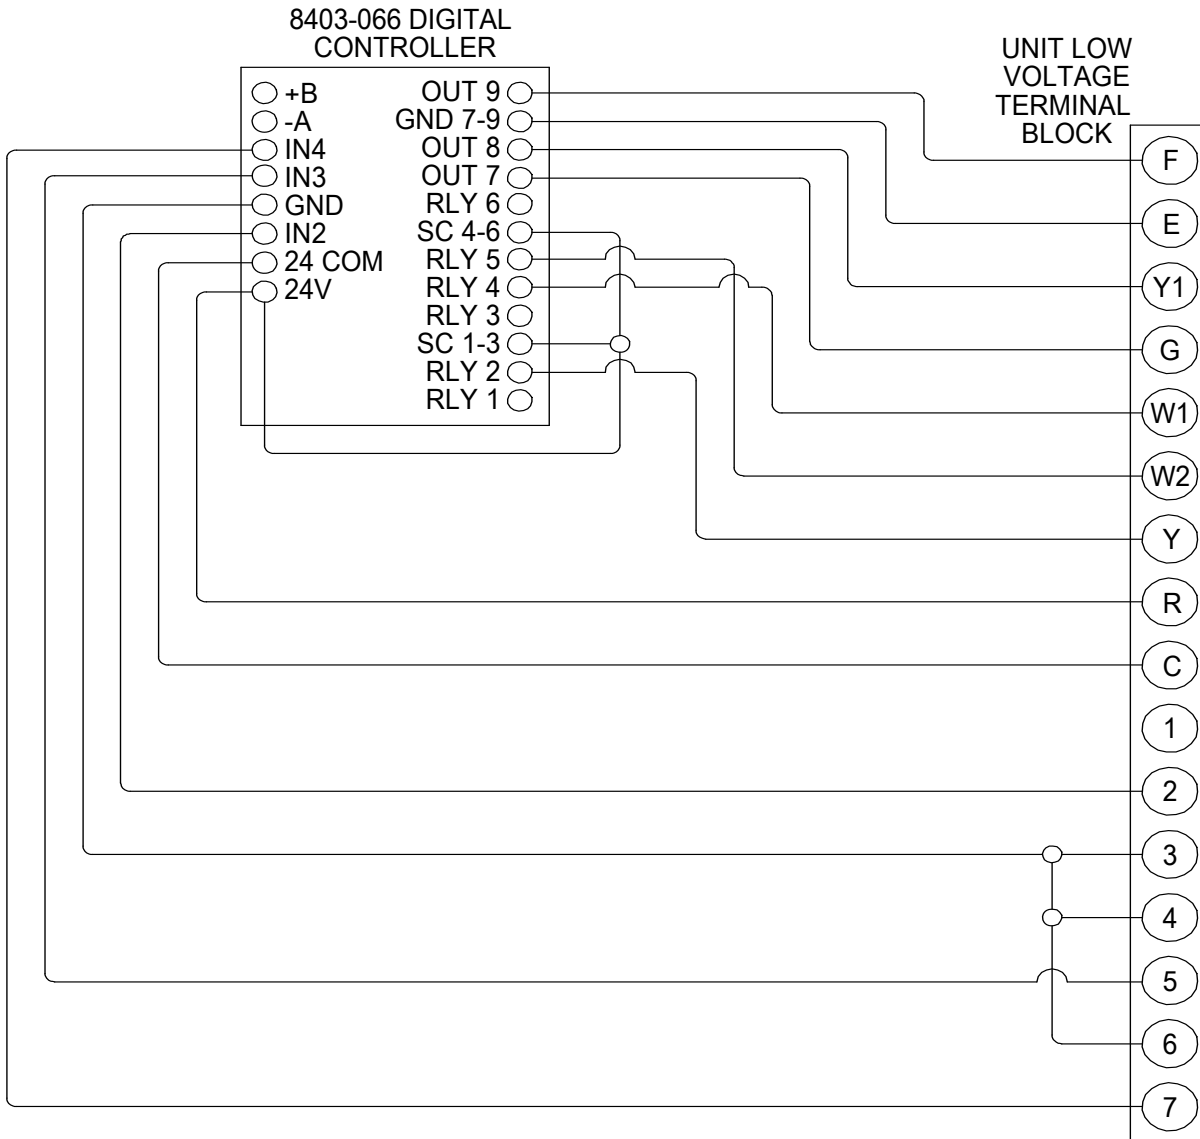 8403-066 DIGITAL
CONTROLLER
UNIT LOW
VOLTAGE
TERMINAL
BLOCK
+B
-A
IN4
IN3
GND
IN2
24 COM
24V
OUT 9
GND 7-9
OUT 8
OUT 7
RLY 6
SC 4-6
RLY 5
RLY 4
RLY 3
SC 1-3
RLY 2
RLY 1
F
E
Y1
G
W1
W2
Y
R
C
1
2
3
4
5
6
7